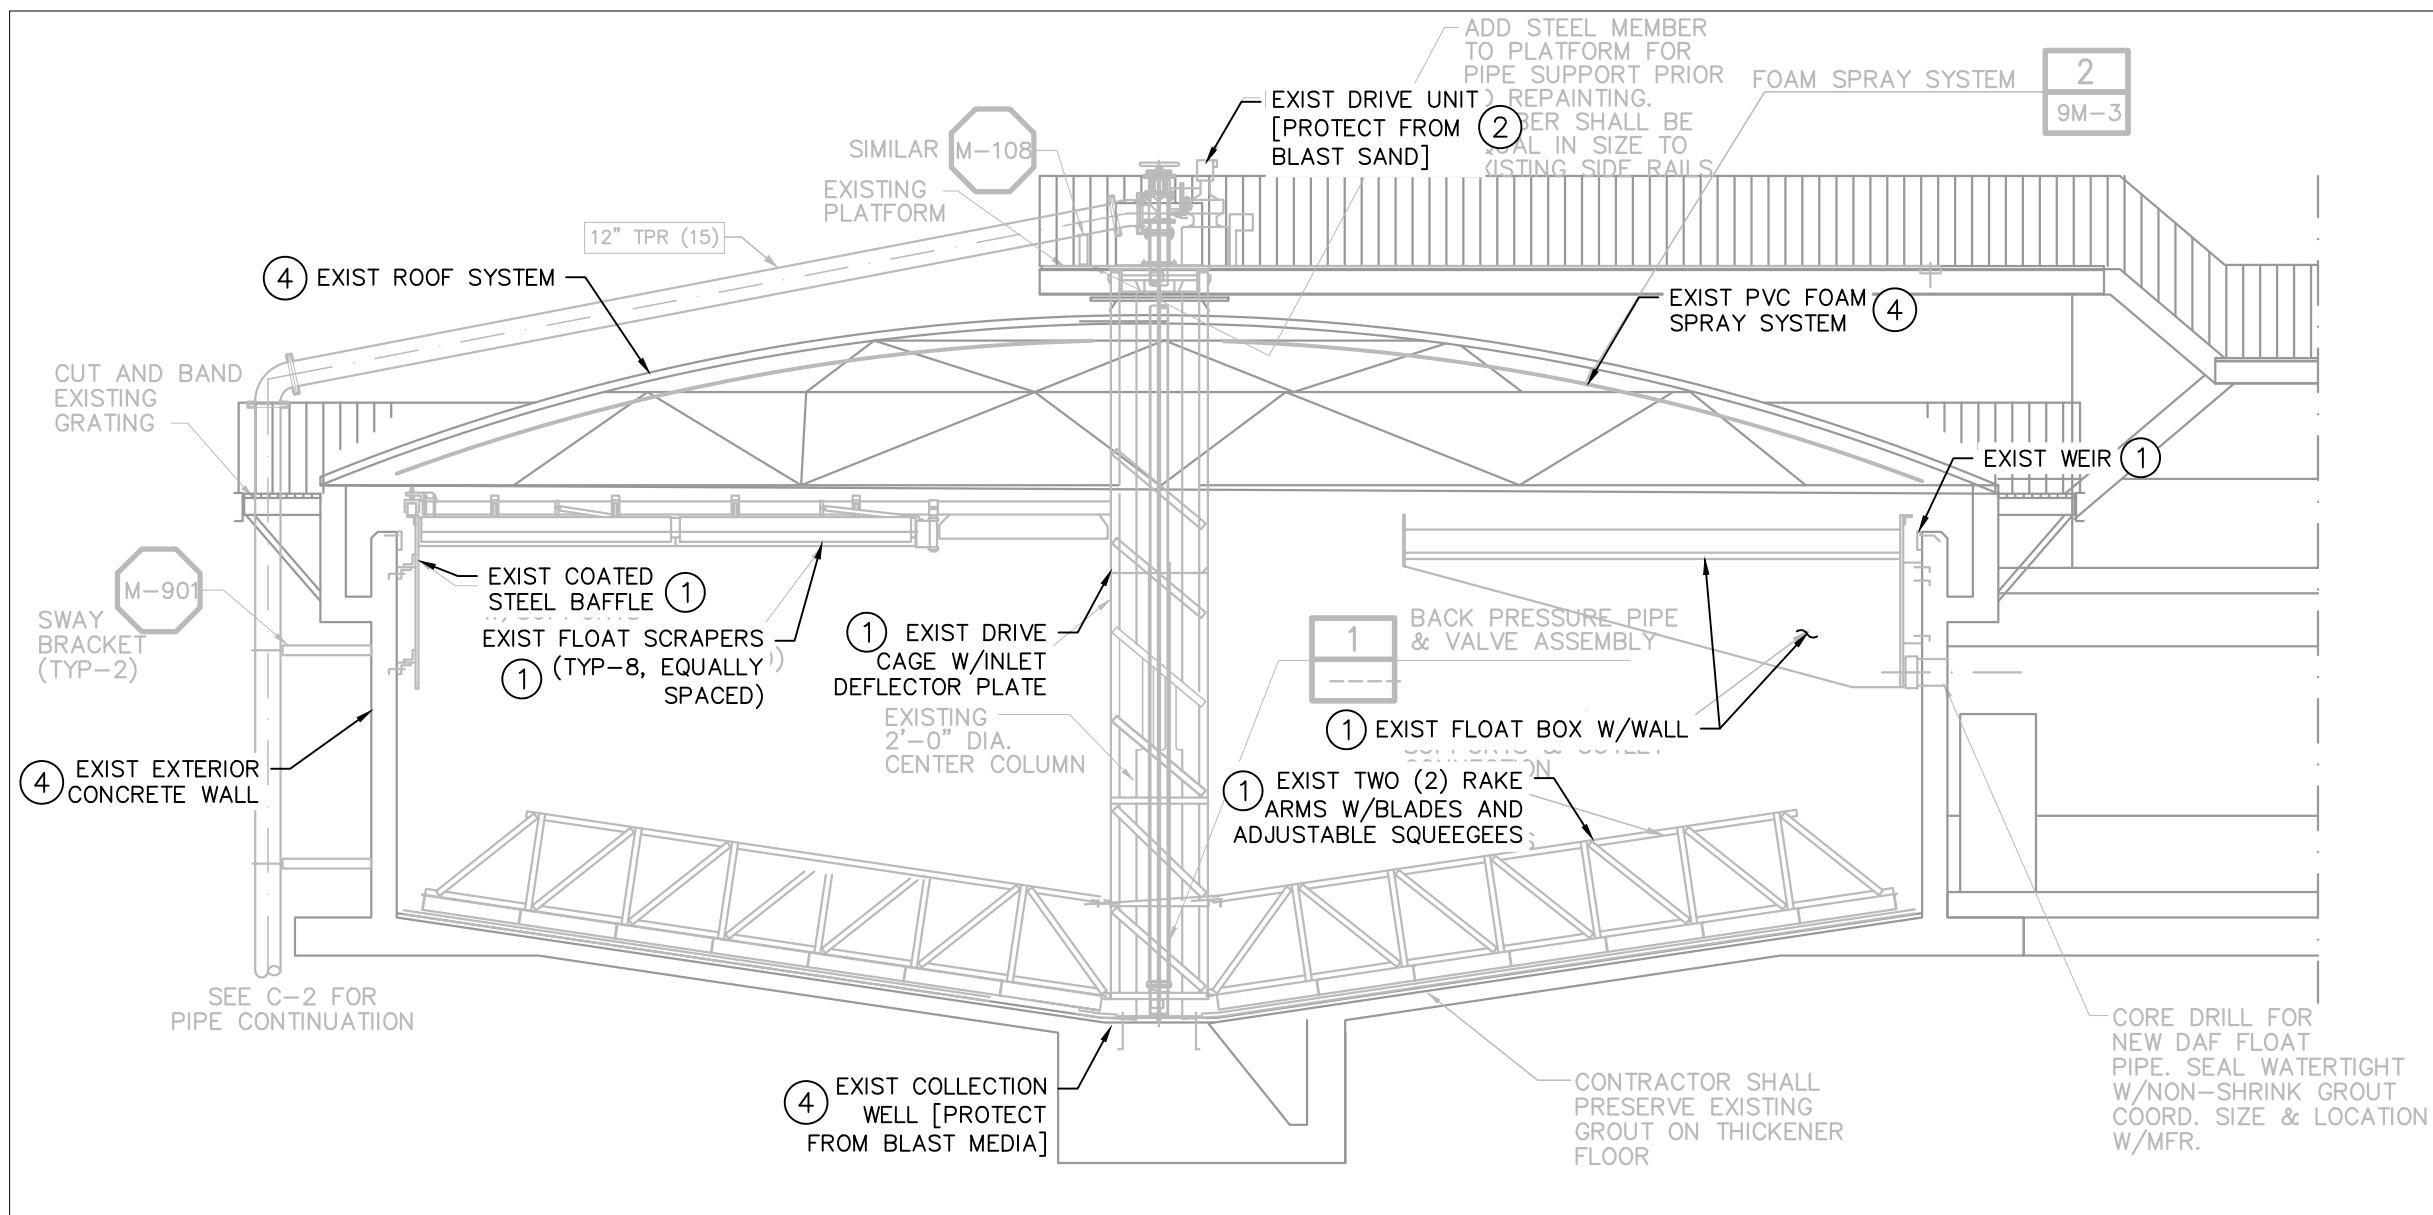 ADD STEEL MEMBER
TO PLATFORM FOR
PIPE SUPPORT PRIOR
REPAINTING.
SHALL BE
IN SIZE TO
SIDE RAILS
FOAM SPRAY SYSTEM
2
9M-3
EXIST DRIVE UNIT
[PROTECT FROM
BLAST SAND]
2
SIMILAR
M-108
EXISTING
PLATFORM
12" TPR (15)
4 EXIST ROOF SYSTEM
EXIST PVC FOAM
SPRAY SYSTEM
4
CUT AND BAND
EXISTING
GRATING
EXIST WEIR 1
M-901
SWAY
BRACKET
(TYP-2)
EXIST COATED
STEEL BAFFLE 1
EXIST FLOAT SCRAPERS
1 (TYP-8, EQUALLY
SPACED)
1 EXIST DRIVE
CAGE W/INLET
DEFLECTOR PLATE
1
BACK PRESSURE PIPE
& VALVE ASSEMBLY
EXISTING
2'-0" DIA.
CENTER COLUMN
1 EXIST FLOAT BOX W/WALL
1 EXIST TWO (2) RAKE
ARMS W/BLADES AND
ADJUSTABLE SQUEEGEES
4 EXIST EXTERIOR
CONCRETE WALL
SEE C-2 FOR
PIPE CONTINUATIION
4 EXIST COLLECTION
WELL [PROTECT
FROM BLAST MEDIA]
CONTRACTOR SHALL
PRESERVE EXISTING
GROUT ON THICKENER
FLOOR
CORE DRILL FOR
NEW DAF FLOAT
PIPE. SEAL WATERTIGHT
W/NON-SHRINK GROUT
COORD. SIZE & LOCATION
W/MFR.